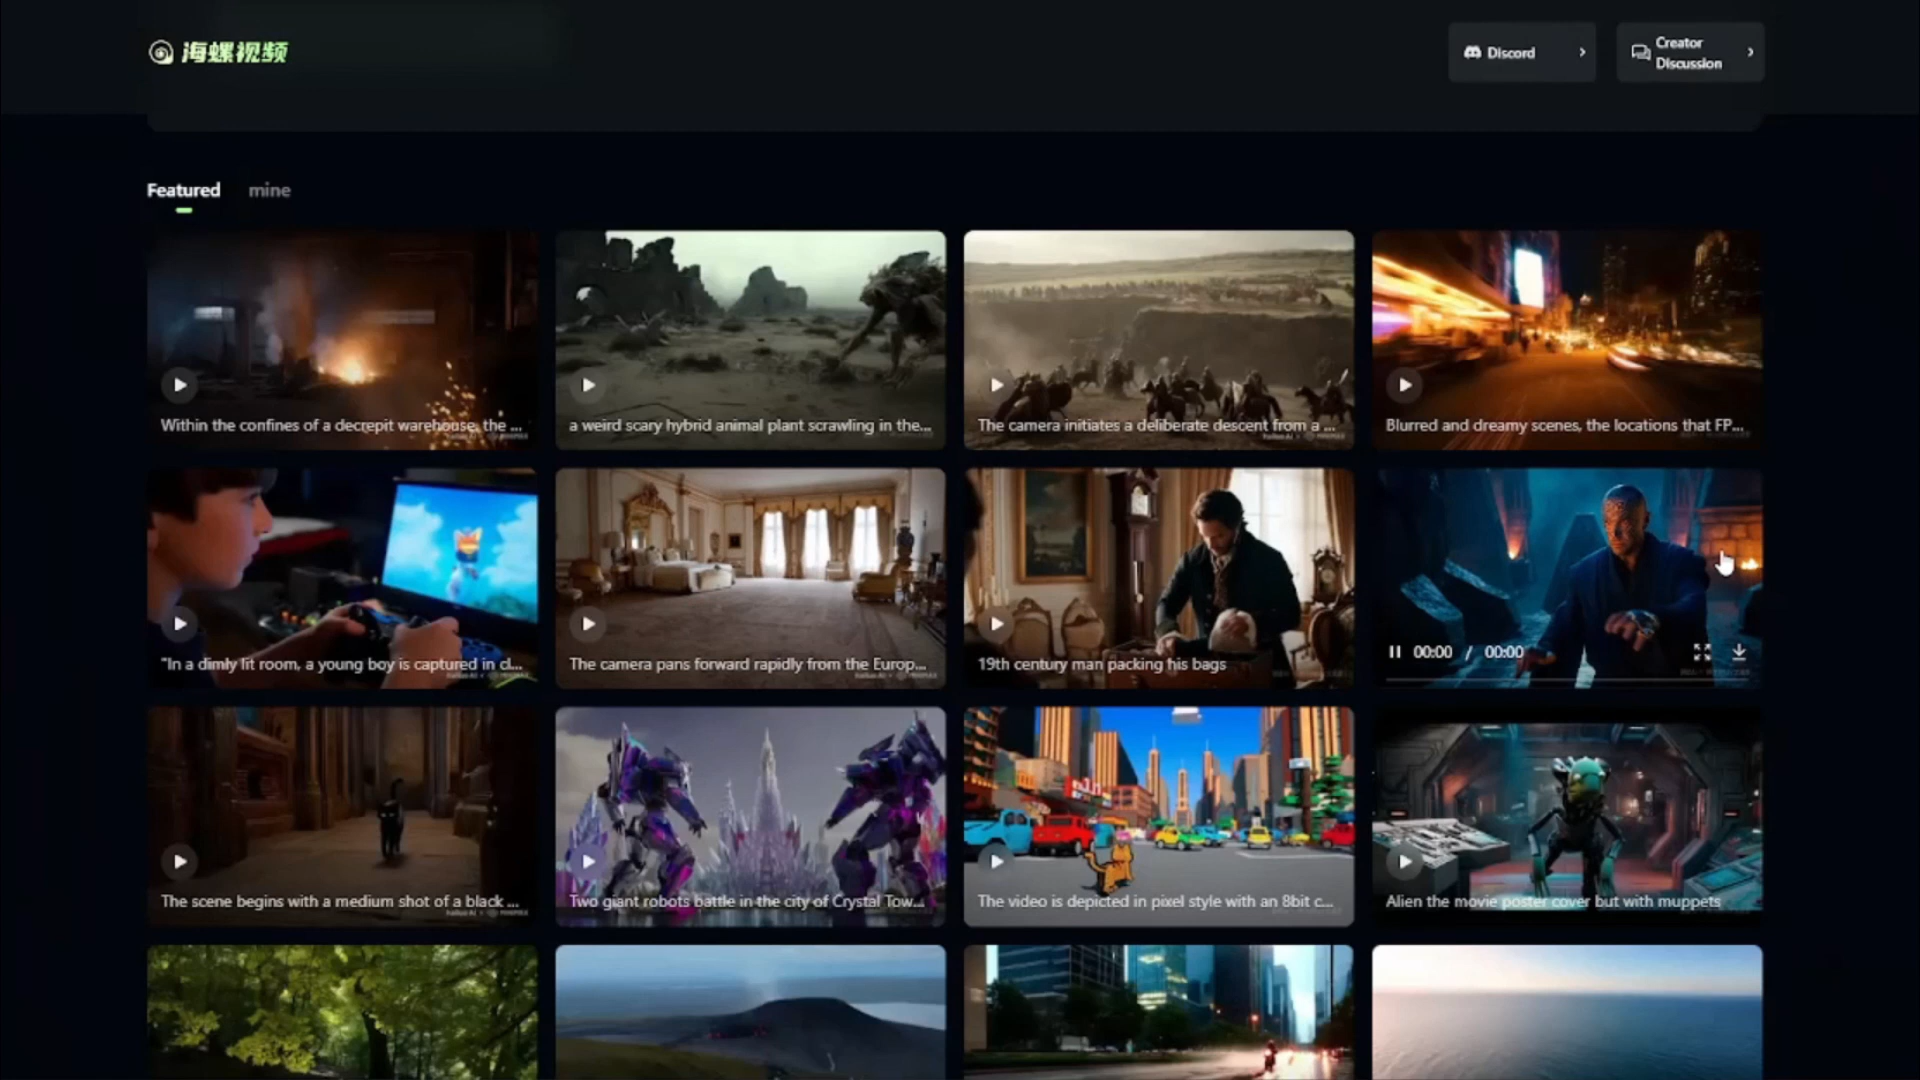 海螺视频
Discord
Creator
Discussion
Featured
mine
Within the confines of a decrepit warehouse, the ...
a weird scary hybrid animal plant scrawling in the...
The camera initiates a deliberate descent from a ...
Blurred and dreamy scenes, the locations that FP...
"In a dimly lit room, a young boy is captured in cl...
The camera pans forward rapidly from the Europ...
19th century man packing his bags
00:00 / 00:00
The scene begins with a medium shot of a black ...
Two giant robots battle in the city of Crystal Tow...
The video is depicted in pixel style with an 8bit c...
Alien the movie poster cover but with muppets